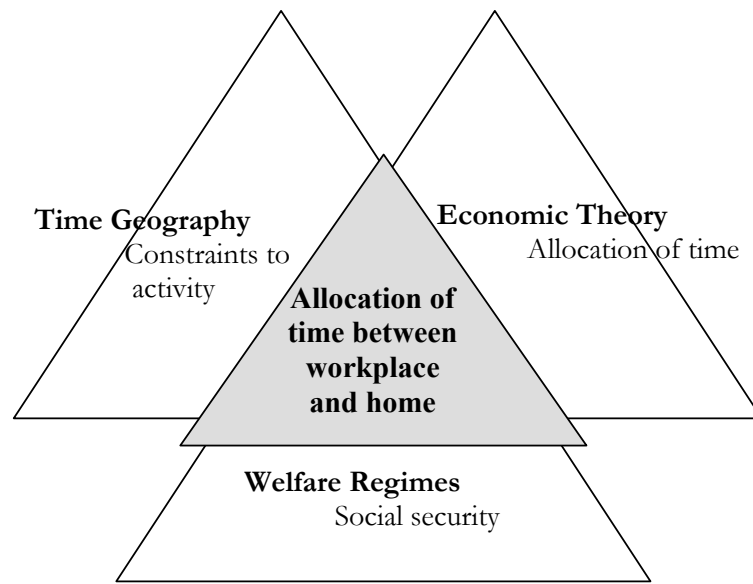 Time Geography
Constraints to
activity
Economic Theory
Allocation of time
Allocation of
time between
workplace
and home
Welfare Regimes
Social security